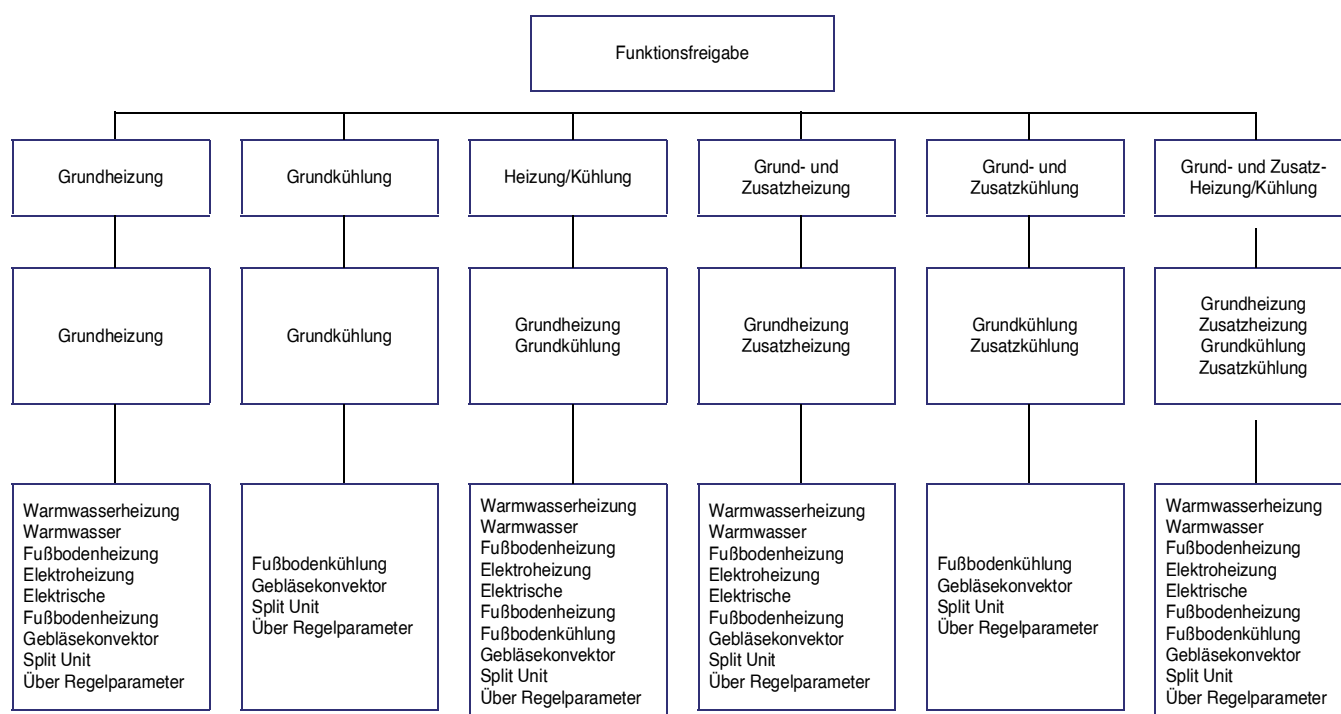 Funktionsfreigabe
Grundheizung
Grundkühlung
Heizung/Kühlung
Grund- und
Zusatzheizung
Grund- und
Zusatzkühlung
Grund- und Zusatz-
Heizung/Kühlung
Grundheizung
Grundkühlung
Grundheizung
Grundkühlung
Grundheizung
Zusatzheizung
Grundkühlung
Zusatzkühlung
Grundheizung
Zusatzheizung
Grundkühlung
Zusatzkühlung
Warmwasserheizung
Warmwasser
Fußbodenheizung
Elektroheizung
Elektrische
Fußbodenheizung
Gebläsekonvektor
Split Unit
Über Regelparameter
Fußbodenkühlung
Gebläsekonvektor
Split Unit
Über Regelparameter
Warmwasserheizung
Warmwasser
Fußbodenheizung
Elektroheizung
Elektrische
Fußbodenheizung
Fußbodenkühlung
Gebläsekonvektor
Split Unit
Über Regelparameter
Warmwasserheizung
Warmwasser
Fußbodenheizung
Elektroheizung
Elektrische
Fußbodenheizung
Gebläsekonvektor
Split Unit
Über Regelparameter
Fußbodenkühlung
Gebläsekonvektor
Split Unit
Über Regelparameter
Warmwasserheizung
Warmwasser
Fußbodenheizung
Elektroheizung
Elektrische
Fußbodenheizung
Fußbodenkühlung
Gebläsekonvektor
Split Unit
Über Regelparameter